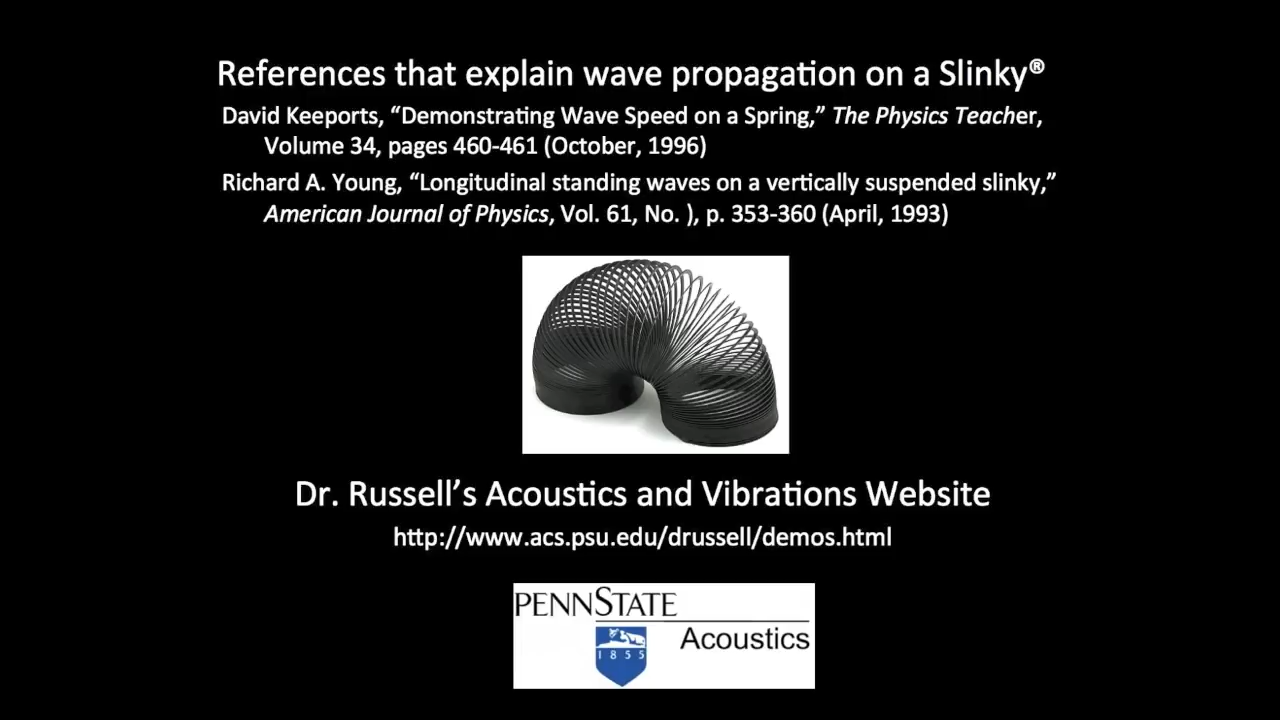 References that explain wave propagation on a Slinky®
David Keeports, “Demonstrating Wave Speed on a Spring,” The Physics Teacher,
Volume 34, pages 460-461 (October, 1996)
Richard A. Young, “Longitudinal standing waves on a vertically suspended slinky,”
American Journal of Physics, Vol. 61, No. ), p. 353-360 (April, 1993)
Dr. Russell’s Acoustics and Vibrations Website
http://www.acs.psu.edu/drussell/demos.html
PENNSTATE
Acoustics
1855